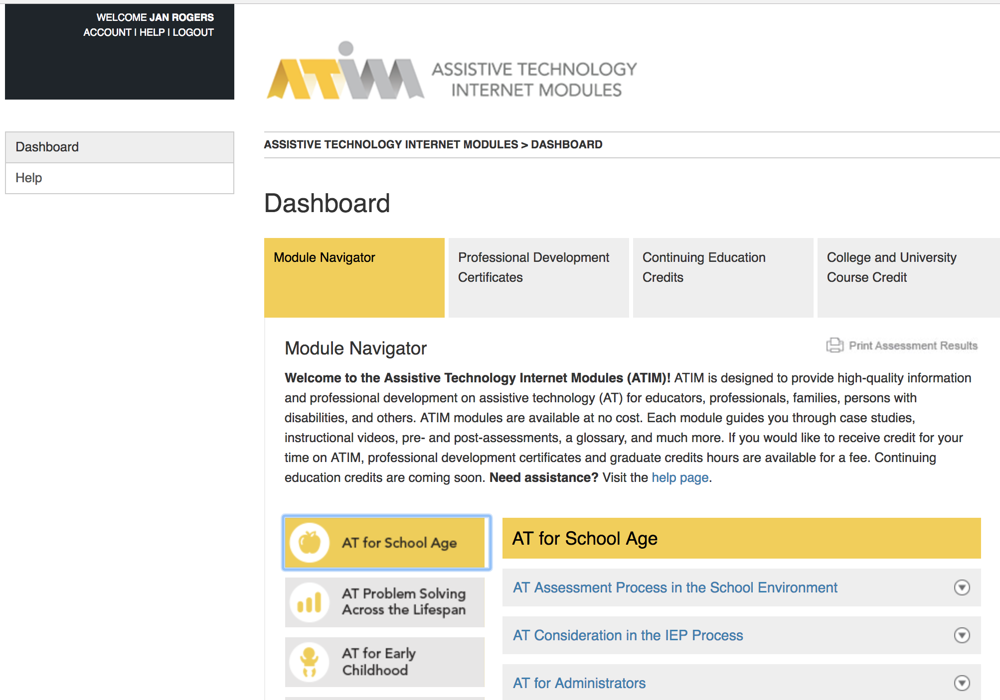 WELCOME JAN ROGERS
ACCOUNT | HELP | LOGOUT
ATiM
ASSISTIVE TECHNOLOGY
INTERNET MODULES
Dashboard
Help
ASSISTIVE TECHNOLOGY INTERNET MODULES > DASHBOARD
Dashboard
Module Navigator
Professional Development
Certificates
Continuing Education
Credits
College and University
Course Credit
Module Navigator
Print Assessment Results
Welcome to the Assistive Technology Internet Modules (ATIM)! ATIM is designed to provide high-quality information
and professional development on assistive technology (AT) for educators, professionals, families, persons with
disabilities, and others. ATIM modules are available at no cost. Each module guides you through case studies,
instructional videos, pre- and post-assessments, a glossary, and much more. If you would like to receive credit for your
time on ATIM, professional development certificates and graduate credits hours are available for a fee. Continuing
education credits are coming soon. Need assistance? Visit the help page.
AT for School Age
AT Problem Solving
Across the Lifespan
AT for Early
Childhood
AT for School Age
AT Assessment Process in the School Environment
AT Consideration in the IEP Process
AT for Administrators